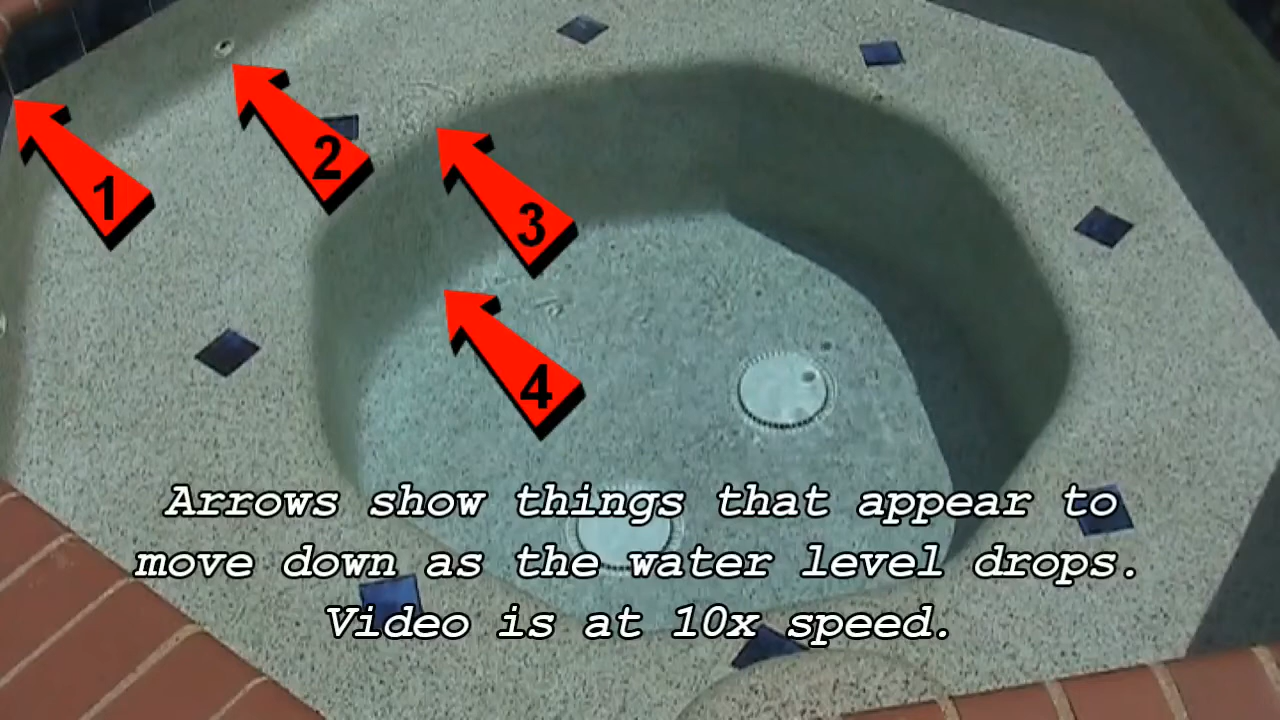 1
2
3
4
Arrows show things that appear to
move down as the water level drops.
Video is at 10x speed.